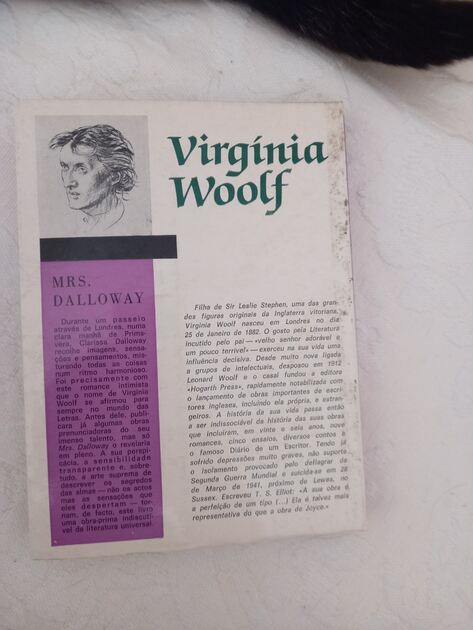 Virgínia
Woolf
MRS.
DALLOWAY
Durante um passeio
através de Londres, numa
clara manhã de Prima-
vera, Clarissa Dalloway
recolhe imagens, sensa-
ções e pensamentos, mis-
turando todas as coisas
num ritmo harmonioso.
Foi precisamente com
este romance intimista
que o nome de Virgínia
Woolf se afirmou para
sempre no mundo das
Letras. Antes dele, publi-
cara já algumas obras
prenunciadoras do seu
imenso talento, mas só
Mrs. Dalloway o revelaria
em pleno. A sua perspi-
cácia, a sensibilidade
transparente e, sobre-
tudo, a arte suprema de
descrever os segredos
das almas — não os actos
mas as sensações que
eles despertam — tor-
nam, de facto, este livro
uma obra-prima indiscutí-
vel da literatura universal.
Filha de Sir Leslie Stephen, uma das gran-
des figuras originais da Inglaterra vitoriana,
Virginia Woolf nasceu em Londres no dia
25 de Janeiro de 1882. O gosto pela Literatura
incutido pelo pai — «velho senhor adorável e
um pouco terrível» — exerceu na sua vida uma
influência decisiva. Desde muito nova ligada
a grupos de intelectuais, desposou em 1912
Leonard Woolf e o casal fundou a editora
«Hogarth Press», rapidamente notabilizada com
o lançamento de obras importantes de escri-
tores ingleses, incluindo ela própria, e estran-
geiros. A história da sua vida passa então
a ser indissociável da história das suas obras
que incluíram, em vinte e seis anos, nove
romances, cinco ensaios, diversos contos e
o famoso Diário de um Escritor. Tendo já
sofrido depressões muito graves, não suporta
o isolamento provocado pelo deflagrar da
Segunda Guerra Mundial e suicida-se em 28
de Março de 1941, próximo de Lewes, no
Sussex. Escreveu T. S. Elliot: «A sua obra é
a perfeição de um tipo (...) Ela é talvez mais
representativa do que a obra de Joyce.»